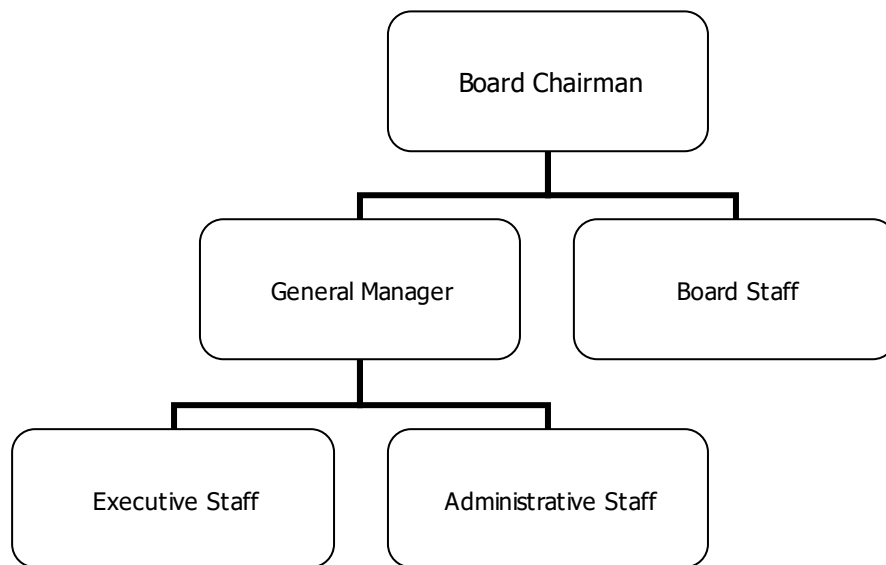 Board Chairman
General Manager
Board Staff
Executive Staff
Administrative Staff